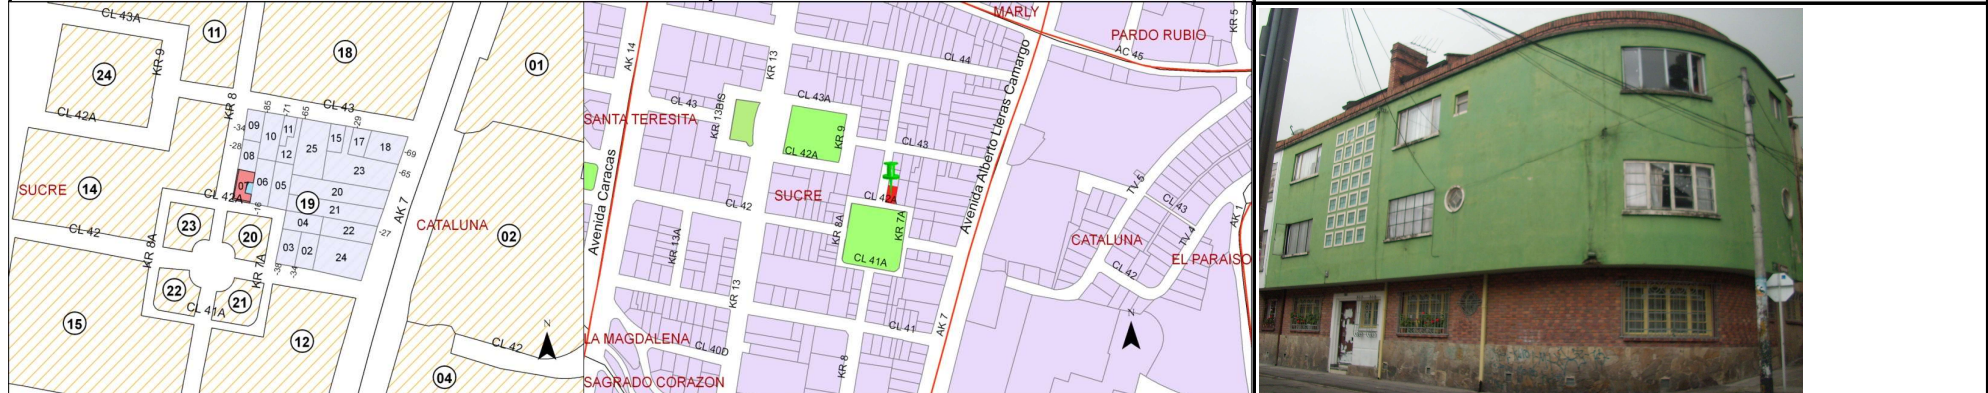 CL 43A
KR 9
11
18
01
24
CL 42A
KR 8
CL 43
-85
-71
-65
-29
-34
-28
09
10
11
12
25
15
17
18
-69
-65
08
07
06
05
23
20
21
22
-27
04
03
02
24
-16
-38
-34
19
SUCRE
14
CL 42A
AK 7
CATALUNA
02
CL 42
KR 8A
23
20
22
21
KR 7A
CL 41A
15
12
04
CL 42
N
MARLY
PARDO RUBIO
KR 5
AK 14
KR 13
CL 44
AC 45
CL 43
KR 13BIS
CL 43A
KR 9
CL 43
SANTA TERESITA
CL 42A
SUCRE
CL 42A
Avenida Caracas
Avenida Alberto Lleras Camargo
CL 42
KR 8A
KR 7A
KR 13A
CL 41A
TV 5
CL 43
TV 4
AK 1
CATALUNA
EL PARAISO
CL 42
KR 13
LA MAGDALENA
CL 40D
CL 41
AK 7
KR 8
SAGRADO CORAZON
N